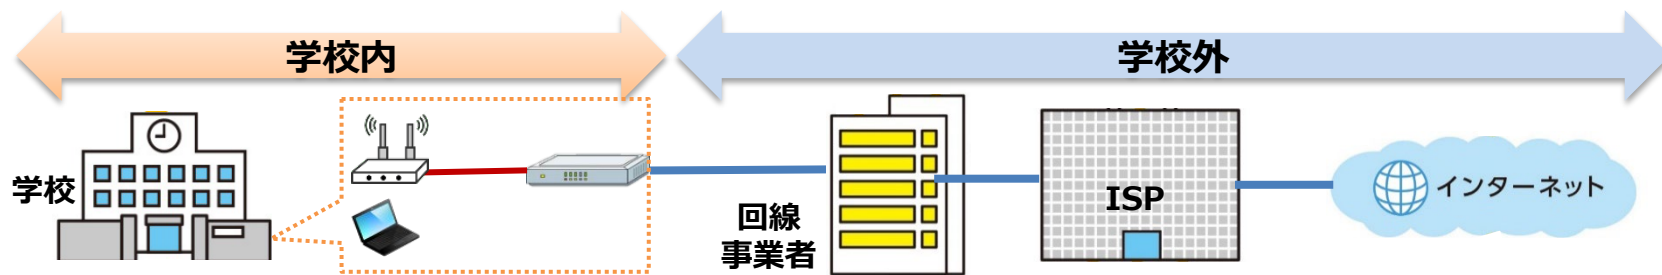 学校内
学校外
学校
回線
事業者
ISP
インターネット